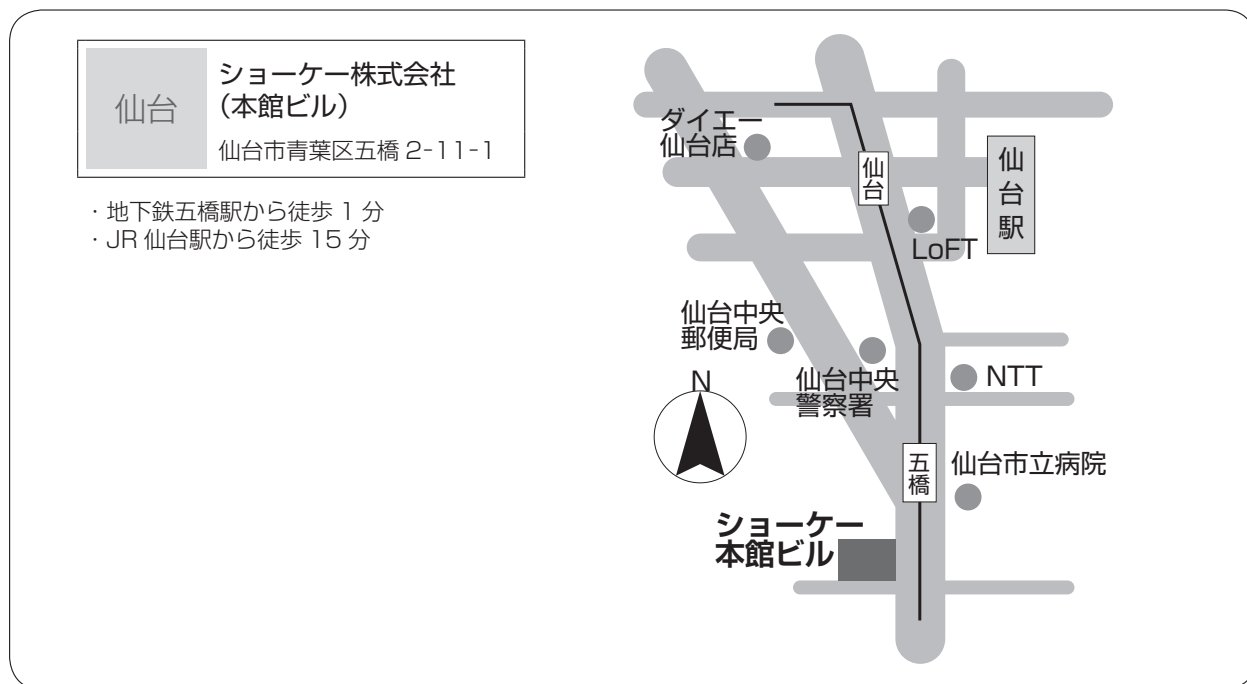 仙台
ショーケー株式会社
(本館ビル)
仙台市青葉区五橋 2-11-1
・地下鉄五橋駅から徒歩 1 分
・JR 仙台駅から徒歩 15 分
ダイエー
仙台店
仙台
仙台駅
LoFT
仙台中央
郵便局
仙台中央
警察署
NTT
N
五橋
仙台市立病院
ショーケー
本館ビル